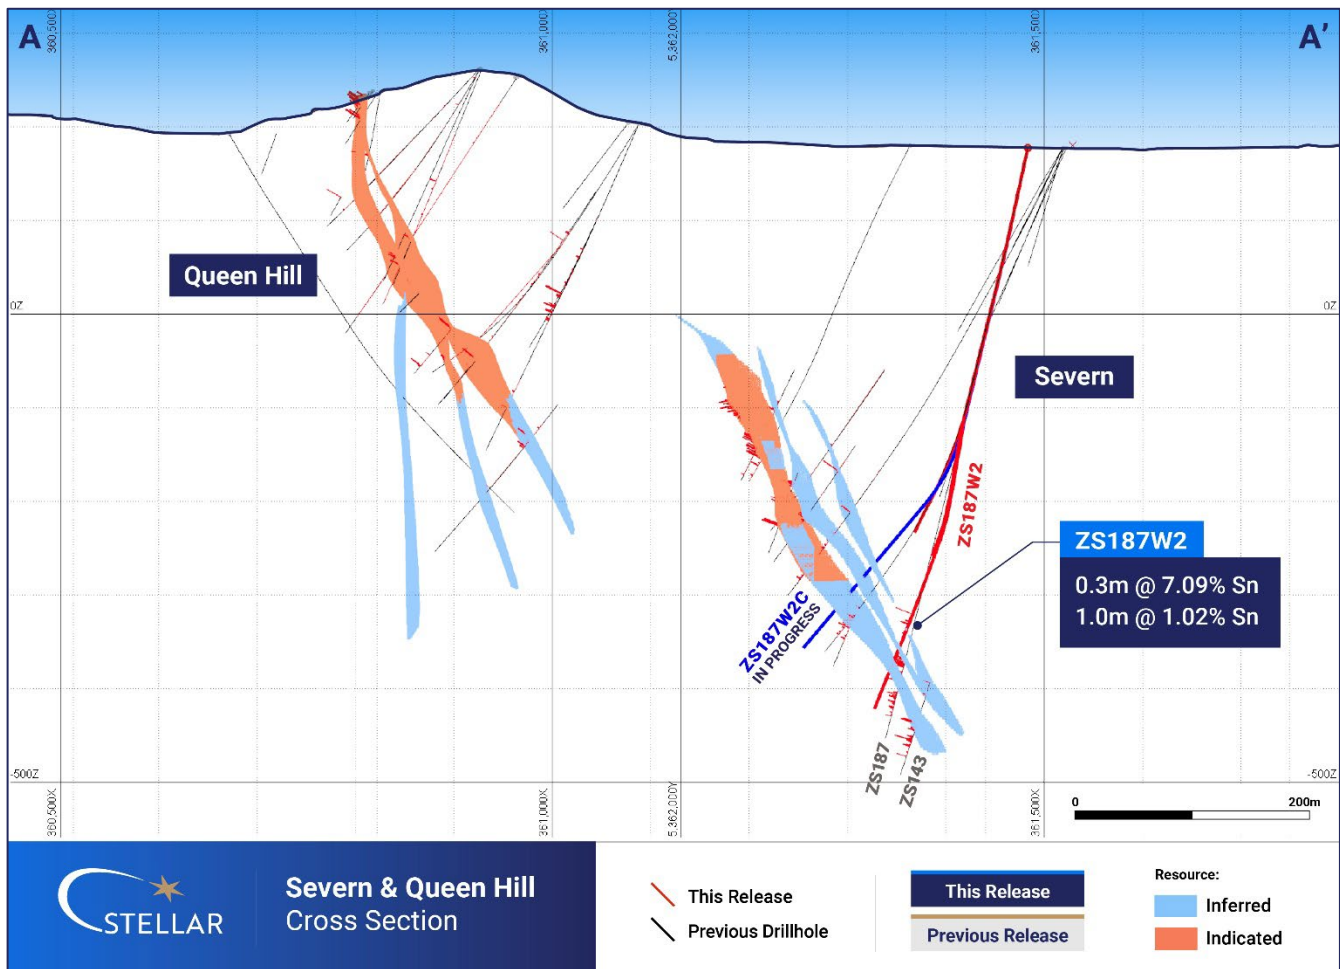 A
A'
360,500X
361,000X
5,362,000Y
361,500X
Queen Hill
0Z
0Z
Severn
ZS187W2
ZS187W2
0.3m @ 7.09% Sn
1.0m @ 1.02% Sn
ZS187W2C
IN PROGRESS
ZS187
ZS143
-500Z
-500Z
360,500X
361,000X
5,362,000Y
361,500X
0
200m
STELLAR
Severn & Queen Hill
Cross Section
This Release
Previous Drillhole
This Release
Previous Release
Resource:
Inferred
Indicated